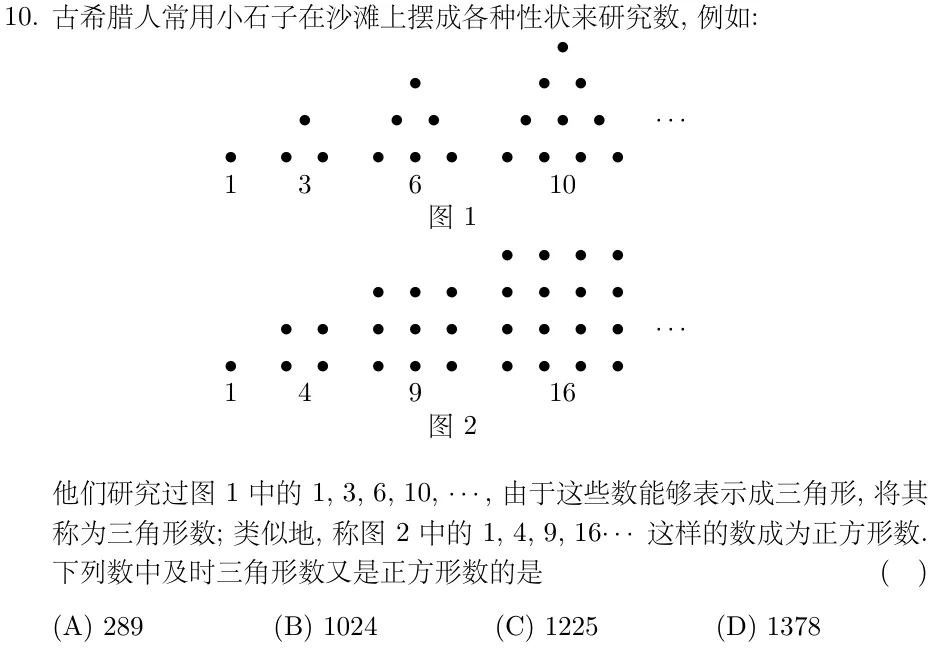 10. 古希腊人常用小石子在沙滩上摆成各种性状来研究数, 例如:
···
1 3 6 10
图 1
···
1 4 9 16
图 2
他们研究过图 1 中的 1, 3, 6, 10, ···, 由于这些数能够表示成三角形, 将其
称为三角形数; 类似地, 称图 2 中的 1, 4, 9, 16··· 这样的数成为正方形数.
下列数中及时三角形数又是正方形数的是 ( )
(A) 289 (B) 1024 (C) 1225 (D) 1378